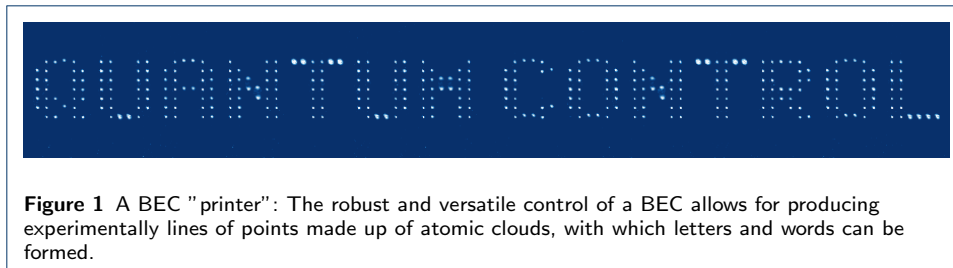 QUANTUM CONTROL
Figure 1 A BEC "printer": The robust and versatile control of a BEC allows for producing
experimentally lines of points made up of atomic clouds, with which letters and words can be
formed.